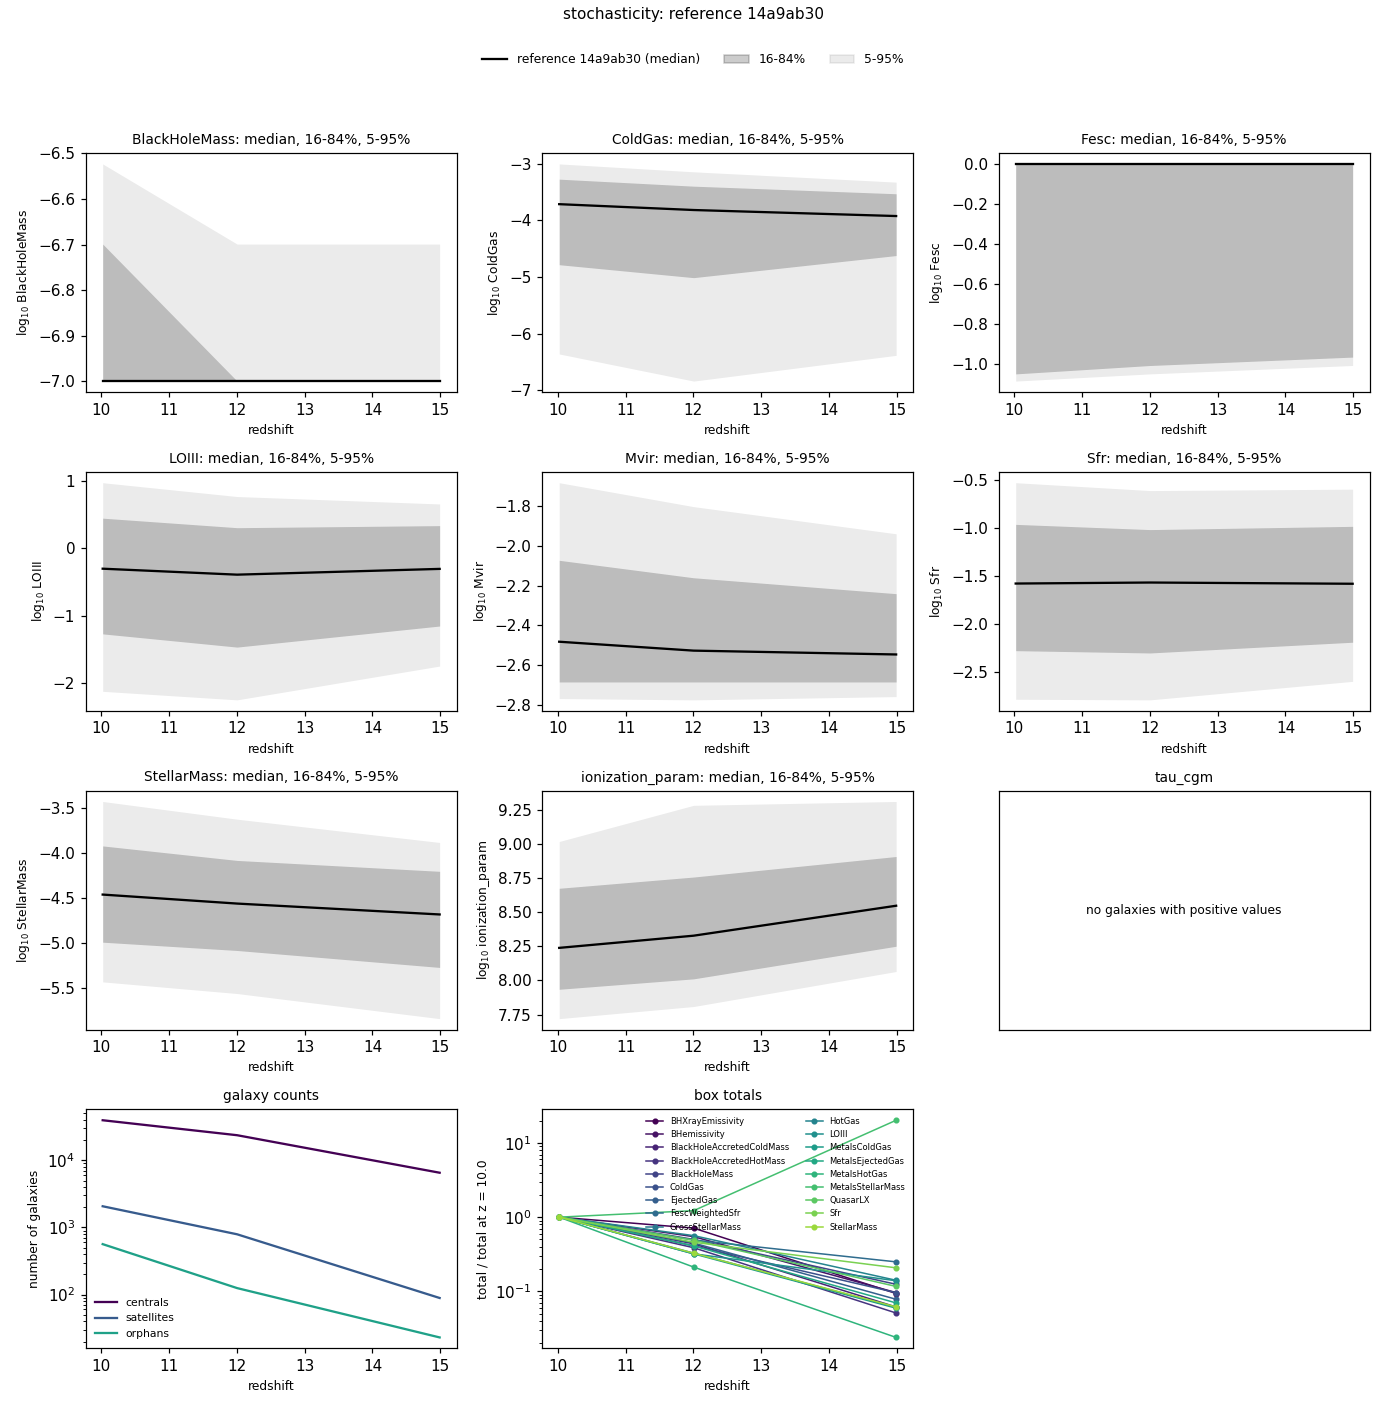 stochasticity: reference 14a9ab30
reference 14a9ab30 (median) 16-84% 5-95%
BlackHoleMass: median, 16-84%, 5-95%
−6.5
−6.6
−6.7
−6.8
−6.9
−7.0
log10 BlackHoleMass
10 11 12 13 14 15
redshift
ColdGas: median, 16-84%, 5-95%
−3
−4
−5
−6
−7
log10 ColdGas
10 11 12 13 14 15
redshift
Fesc: median, 16-84%, 5-95%
0.0
−0.2
−0.4
−0.6
−0.8
−1.0
log10 Fesc
10 11 12 13 14 15
redshift
LOIII: median, 16-84%, 5-95%
1
0
−1
−2
log10 LOIII
10 11 12 13 14 15
redshift
Mvir: median, 16-84%, 5-95%
−1.8
−2.0
−2.2
−2.4
−2.6
−2.8
log10 Mvir
10 11 12 13 14 15
redshift
Sfr: median, 16-84%, 5-95%
−0.5
−1.0
−1.5
−2.0
−2.5
log10 Sfr
10 11 12 13 14 15
redshift
StellarMass: median, 16-84%, 5-95%
−3.5
−4.0
−4.5
−5.0
−5.5
log10 StellarMass
10 11 12 13 14 15
redshift
ionization_param: median, 16-84%, 5-95%
9.25
9.00
8.75
8.50
8.25
8.00
7.75
log10 ionization_param
10 11 12 13 14 15
redshift
tau_cgm
no galaxies with positive values
galaxy counts
10^4
10^3
10^2
number of galaxies
centrals
satellites
orphans
10 11 12 13 14 15
redshift
box totals
10^1
10^0
10^−1
total / total at z = 10.0
BHXrayEmissivity
BHemissivity
BlackHoleAccretedColdMass
BlackHoleAccretedHotMass
BlackHoleMass
ColdGas
EjectedGas
FescWeightedSfr
GrossStellarMass
HotGas
LOIII
MetalsColdGas
MetalsEjectedGas
MetalsHotGas
MetalsStellarMass
QuasarLX
Sfr
StellarMass
10 11 12 13 14 15
redshift